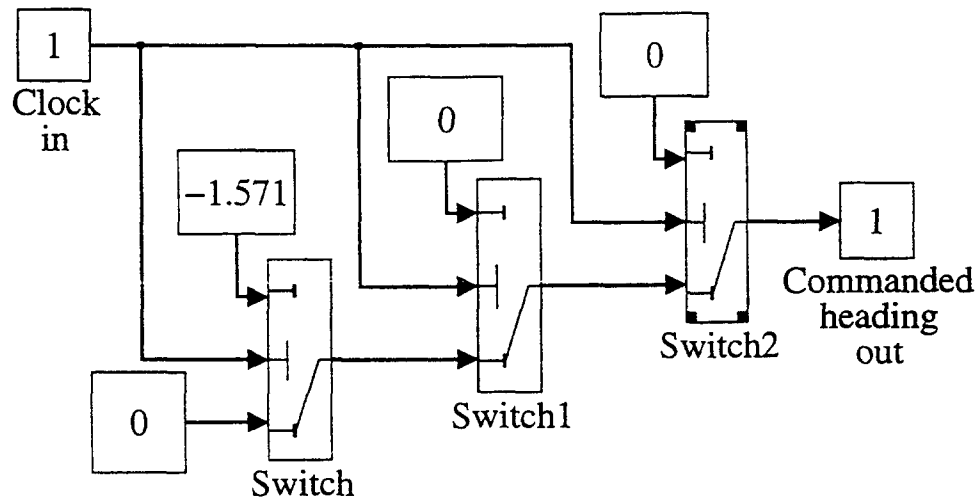 1
Clock
in
0
0
−1.571
1
Commanded
heading
out
Switch2
0
Switch1
Switch